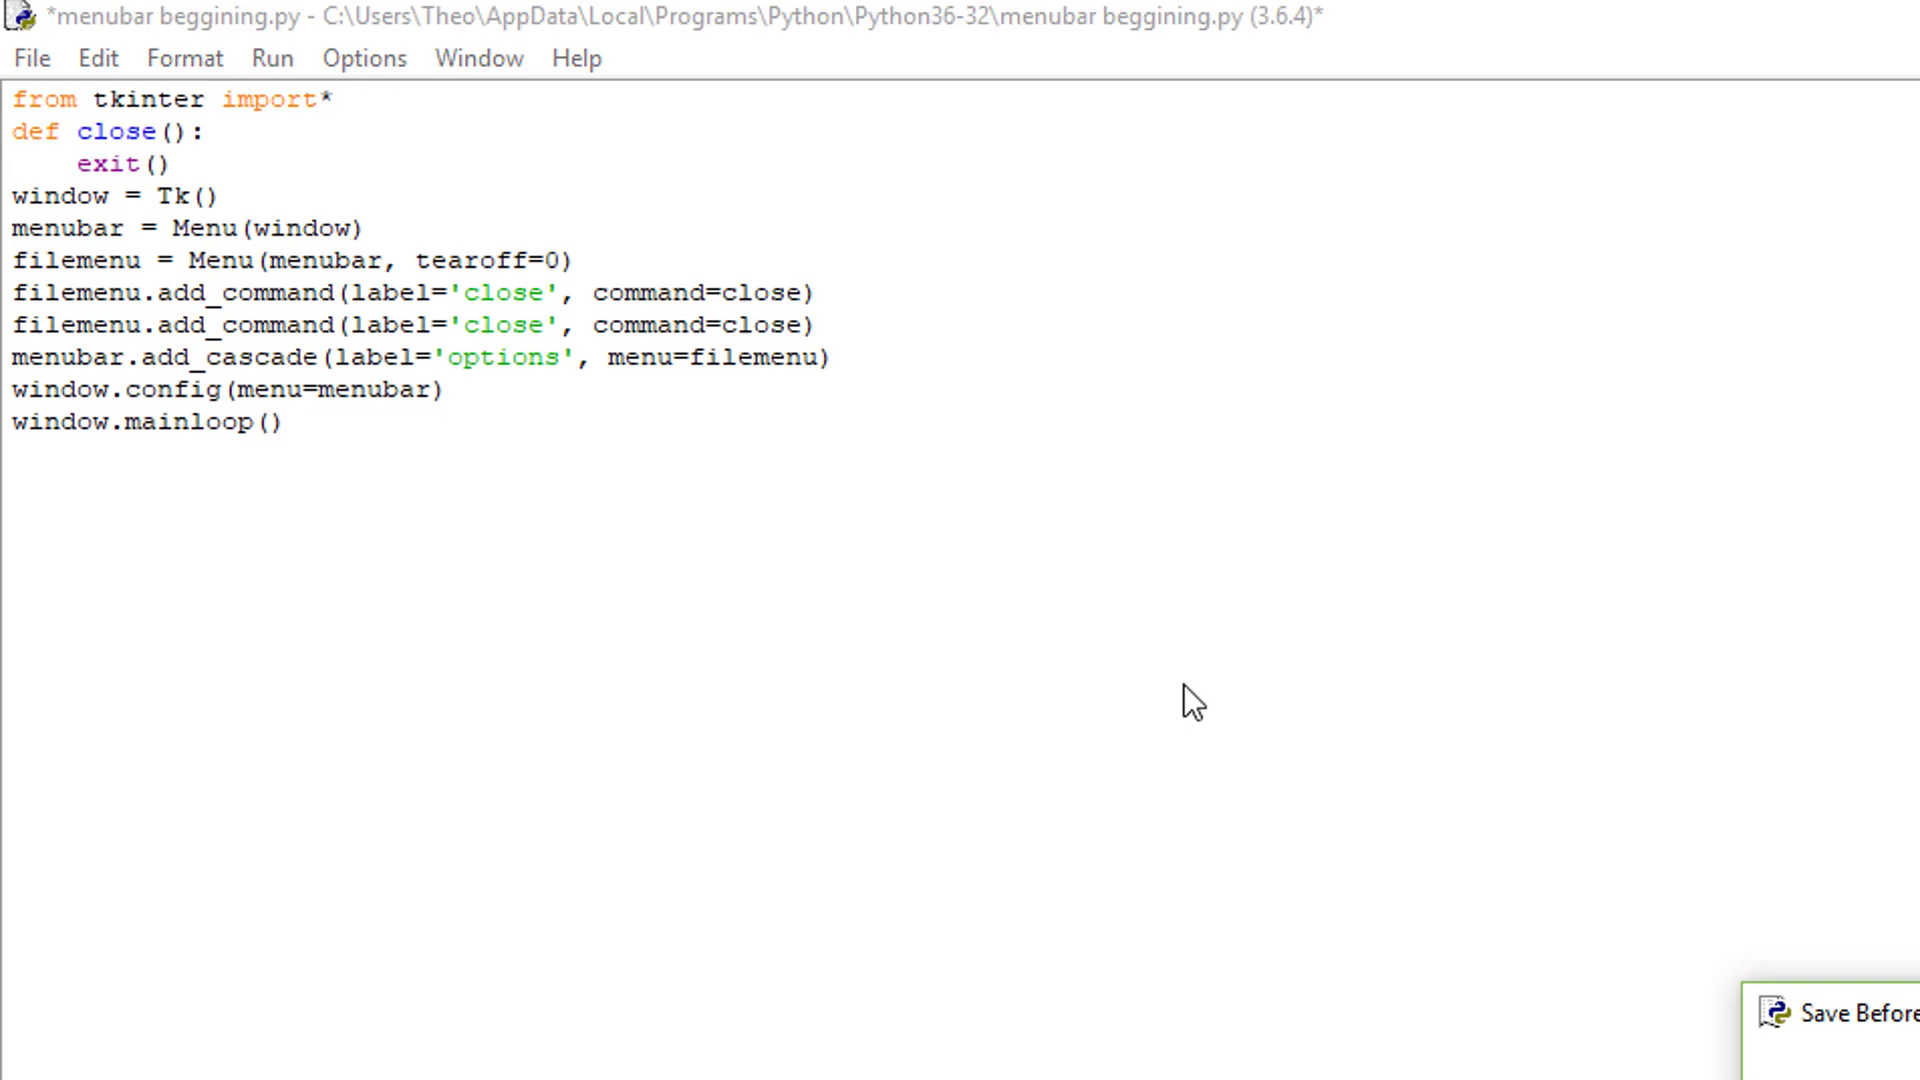 *menubar beggining.py - C:\Users\Theo\AppData\Local\Programs\Python\Python36-32\menubar beggining.py (3.6.4)*
File Edit Format Run Options Window Help
from tkinter import*
def close():
    exit()
window = Tk()
menubar = Menu(window)
filemenu = Menu(menubar, tearoff=0)
filemenu.add_command(label='close', command=close)
filemenu.add_command(label='close', command=close)
menubar.add_cascade(label='options', menu=filemenu)
window.config(menu=menubar)
window.mainloop()
Save Before